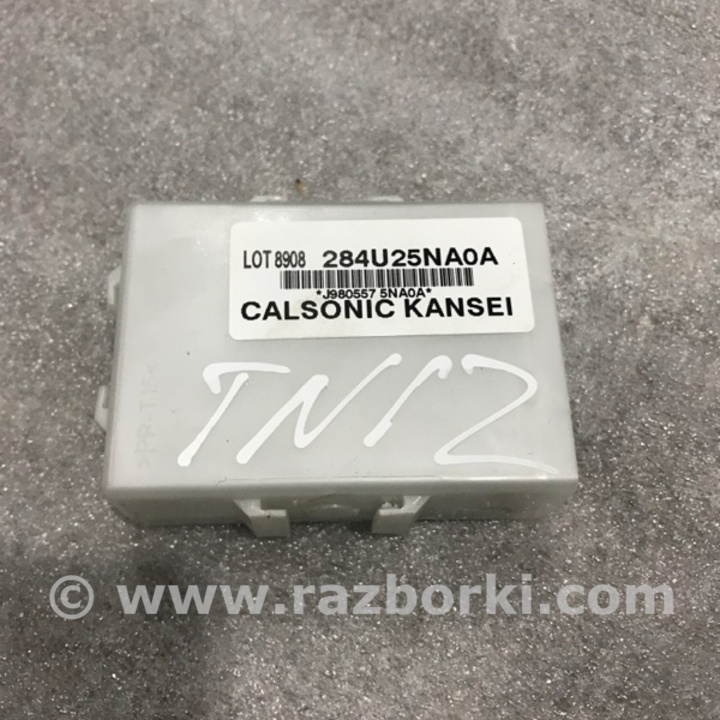 LOT 8908 284U25NA0A
*J980557 5NA0A*
CALSONIC KANSEI
TN12
© www.razborki.com